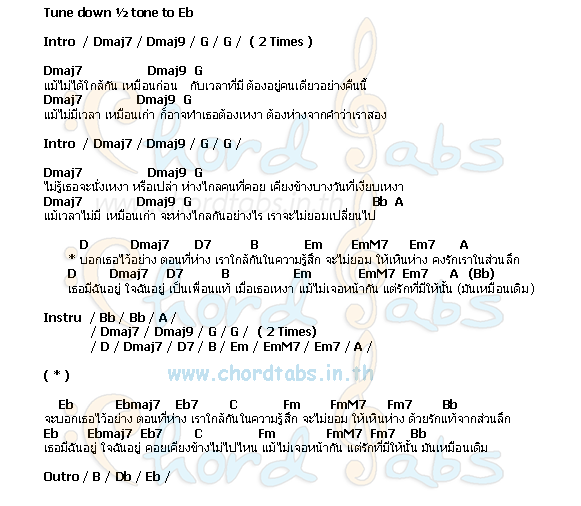 Tune down ½ tone to Eb
Intro / Dmaj7 / Dmaj9 / G / G / ( 2 Times )
Dmaj7 Dmaj9 G
แม้ไม่ได้ใกล้กัน เหมือนก่อน กับเวลาที่มี ต้องอยู่คนเดียวอย่างคืนนี้
Dmaj7 Dmaj9 G
แม้ไม่มีเวลา เหมือนเก่า ก็อาจทำเธอต้องเหงา ต้องห่างจากคำว่าเราสอง
Intro / Dmaj7 / Dmaj9 / G / G /
Dmaj7 Dmaj9 G
ไม่รู้เธอจะนั่งเหงา หรือเปล่า ห่างไกลคนที่คอย เคียงข้างบางวันที่เงียบเหงา
Dmaj7 Dmaj9 G Bb A
แม้เวลาไม่มี เหมือนเก่า จะห่างไกลกันอย่างไร เราจะไม่ยอมเปลี่ยนไป
D Dmaj7 D7 B Em EmM7 Em7 A
* บอกเธอไว้อย่าง ตอนที่ห่าง เราใกล้กันในความรู้สึก จะไม่ยอม ให้เหินห่าง คงรักเราในส่วนลึก
D Dmaj7 D7 B Em EmM7 Em7 A (Bb)
เธอมีฉันอยู่ ใจฉันอยู่ เป็นเพื่อนแท้ เมื่อเธอเหงา แม้ไม่เจอหน้ากัน แต่รักที่มีให้นั้น (มันเหมือนเดิม)
Instru / Bb / Bb / A /
/ Dmaj7 / Dmaj9 / G / G / ( 2 Times)
/ D / Dmaj7 / D7 / B / Em / EmM7 / Em7 / A /
( * )
www.chordtabs.in.th
Eb Ebmaj7 Eb7 C Fm FmM7 Fm7 Bb
จะบอกเธอไว้อย่าง ตอนที่ห่าง เราใกล้กันในความรู้สึก จะไม่ยอม ให้เหินห่าง ด้วยรักแท้จากส่วนลึก
Eb Ebmaj7 Eb7 C Fm FmM7 Fm7 Bb
เธอมีฉันอยู่ ใจฉันอยู่ คอยเคียงข้างไม่ไปไหน แม้ไม่เจอหน้ากัน แต่รักที่มีให้นั้น มันเหมือนเดิม
Outro / B / Db / Eb /